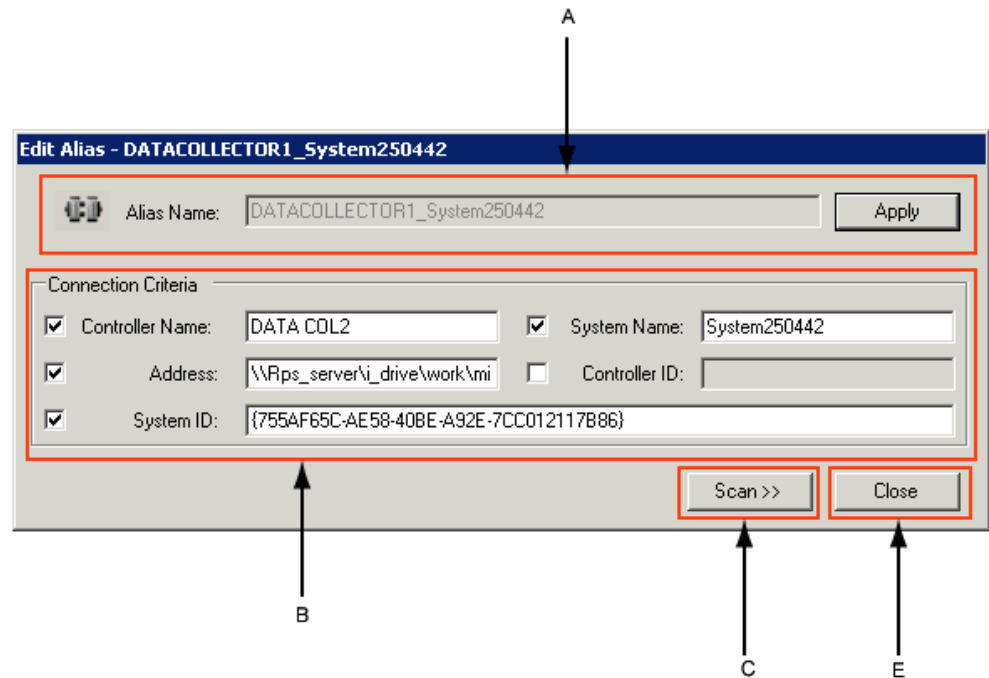 A
Edit Alias - DATACOLLECTOR1_System250442
Alias Name: DATACOLLECTOR1_System250442 Apply
Connection Criteria
Controller Name: DATA COL2 System Name: System250442
Address: \\Rps_server\i_drive\work\mi Controller ID:
System ID: {755AF65C-AE58-40BE-A92E-7CC012117B86}
Scan >> Close
B
C E